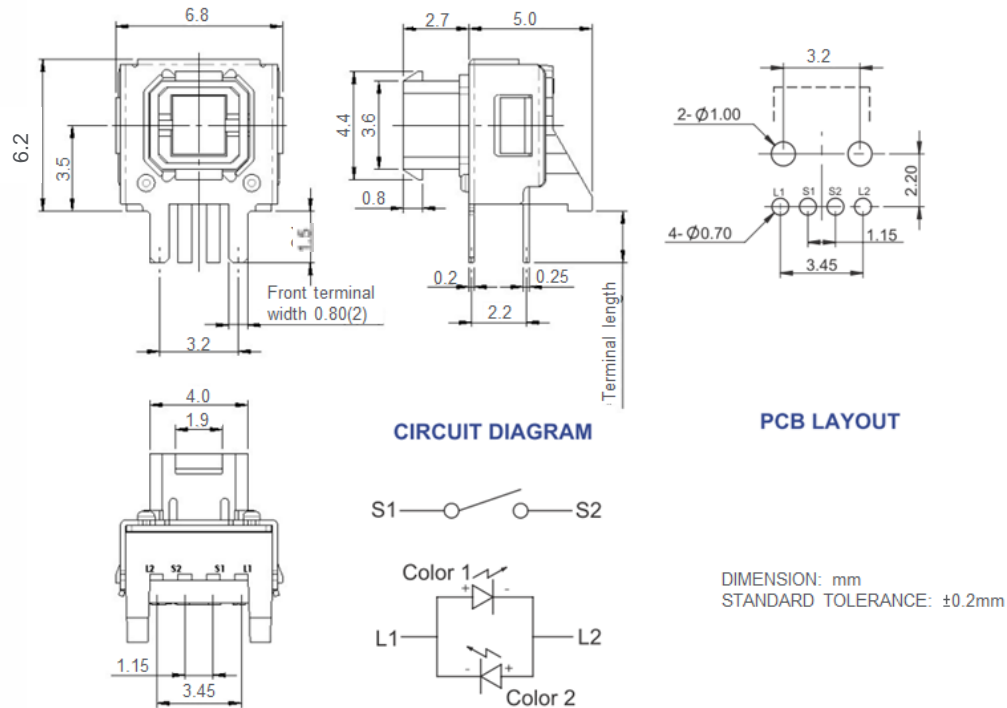 6.8
2.7
5.0
3.2
6.2
3.5
1.5
4.4
3.6
0.8
2-Ø1.00
2.20
L1 S1 S2 L2
4-Ø0.70
1.15
3.45
Front terminal
width 0.80(2)
3.2
0.2
0.25
2.2
Terminal length
4.0
1.9
CIRCUIT DIAGRAM
PCB LAYOUT
S1 S2
L2 S2 S1 L1
1.15
3.45
Color 1
+ -
L1 L2
- +
Color 2
DIMENSION: mm
STANDARD TOLERANCE: ±0.2mm